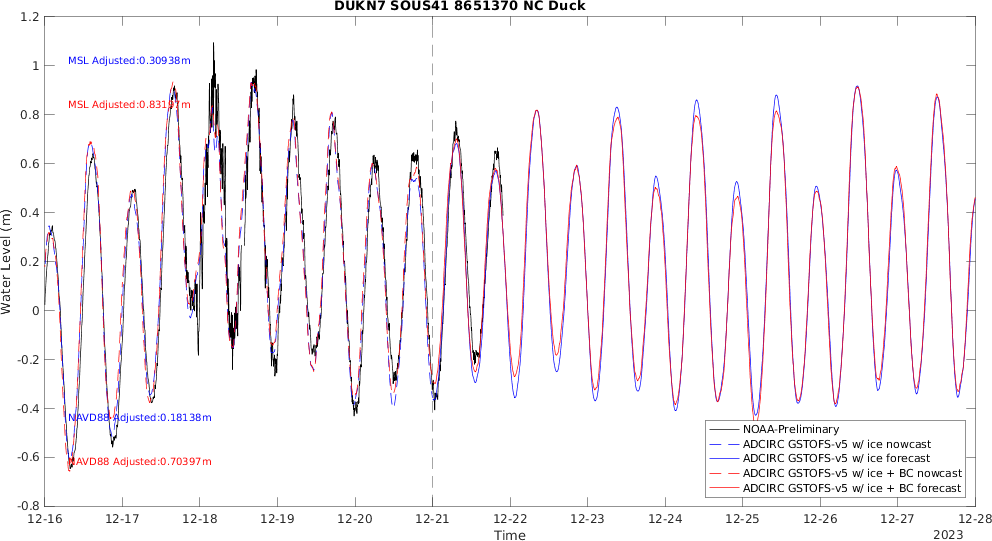 DUKN7 SOUS41 8651370 NC Duck
1.2
1
0.8
0.6
0.4
0.2
0
-0.2
-0.4
-0.6
-0.8
Water Level (m)
MSL Adjusted:0.30938m
MSL Adjusted:0.83197m
NAVD88 Adjusted:0.18138m
NAVD88 Adjusted:0.70397m
NOAA-Preliminary
ADCIRC GSTOFS-v5 w/ ice nowcast
ADCIRC GSTOFS-v5 w/ ice forecast
ADCIRC GSTOFS-v5 w/ ice + BC nowcast
ADCIRC GSTOFS-v5 w/ ice + BC forecast
12-16 12-17 12-18 12-19 12-20 12-21 12-22 12-23 12-24 12-25 12-26 12-27 12-28
Time
2023